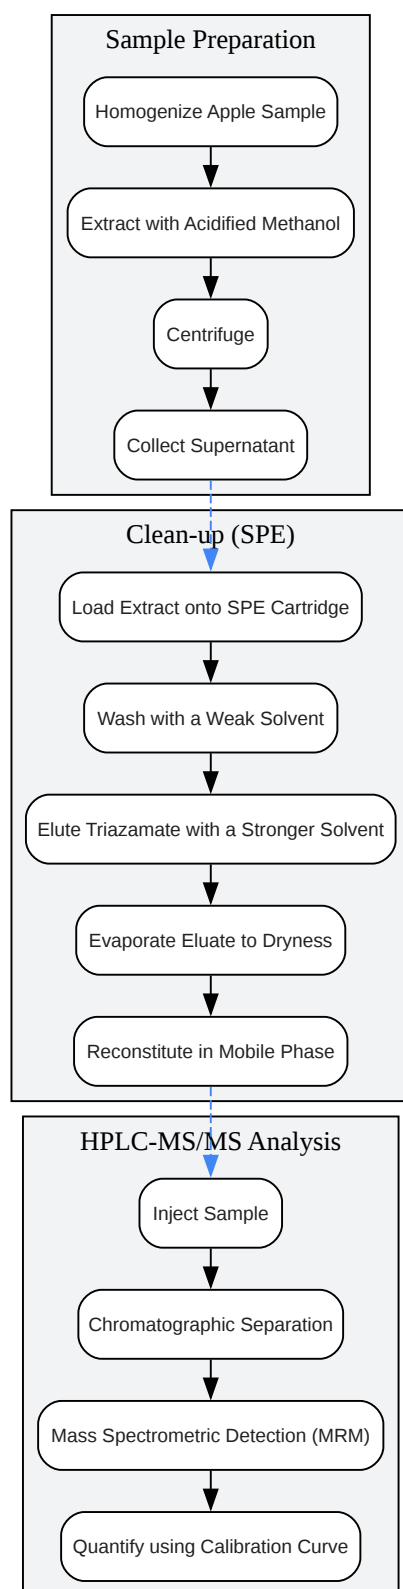 Sample Preparation
Homogenize Apple Sample
Extract with Acidified Methanol
Centrifuge
Collect Supernatant
Clean-up (SPE)
Load Extract onto SPE Cartridge
Wash with a Weak Solvent
Elute Triazamate with a Stronger Solvent
Evaporate Eluate to Dryness
Reconstitute in Mobile Phase
HPLC-MS/MS Analysis
Inject Sample
Chromatographic Separation
Mass Spectrometric Detection (MRM)
Quantify using Calibration Curve